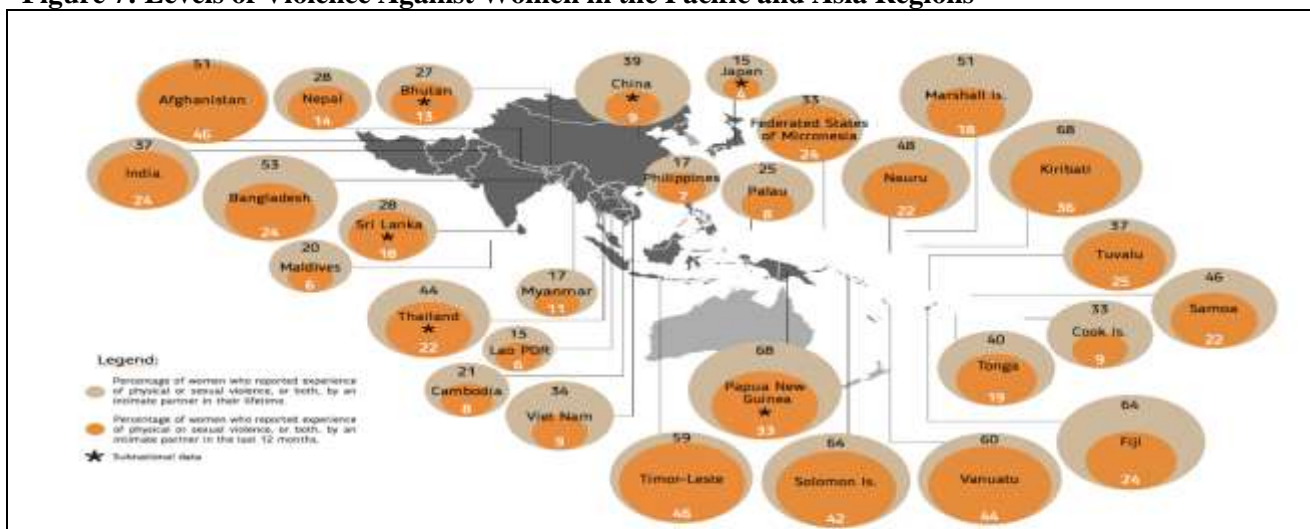 Figure 7: Levels of Violence Against Women in the Pacific and Asia Regions
51
Afghanistan
46
28
Nepal
14
27
Bhutan
★
13
39
China
★
9
15
Japan
★
4
33
Federated States
of Micronesia
24
51
Marshall Is.
18
37
India
24
53
Bangladesh
24
28
Sri Lanka
★
18
20
Maldives
6
17
Philippines
7
25
Palau
8
48
Nauru
22
68
Kiribati
36
37
Tuvalu
25
17
Myanmar
11
44
Thailand
★
22
15
Lao PDR
6
21
Cambodia
8
34
Viet Nam
9
68
Papua New
Guinea
★
33
33
Cook Is.
9
46
Samoa
22
40
Tonga
19
64
Fiji
24
59
Timor-Leste
46
64
Solomon Is.
42
60
Vanuatu
44
Legend:
Percentage of women who reported experience
of physical or sexual violence, or both, by an
intimate partner in their lifetime.
Percentage of women who reported experience
of physical or sexual violence, or both, by an
intimate partner in the last 12 months.
★ Subnational data